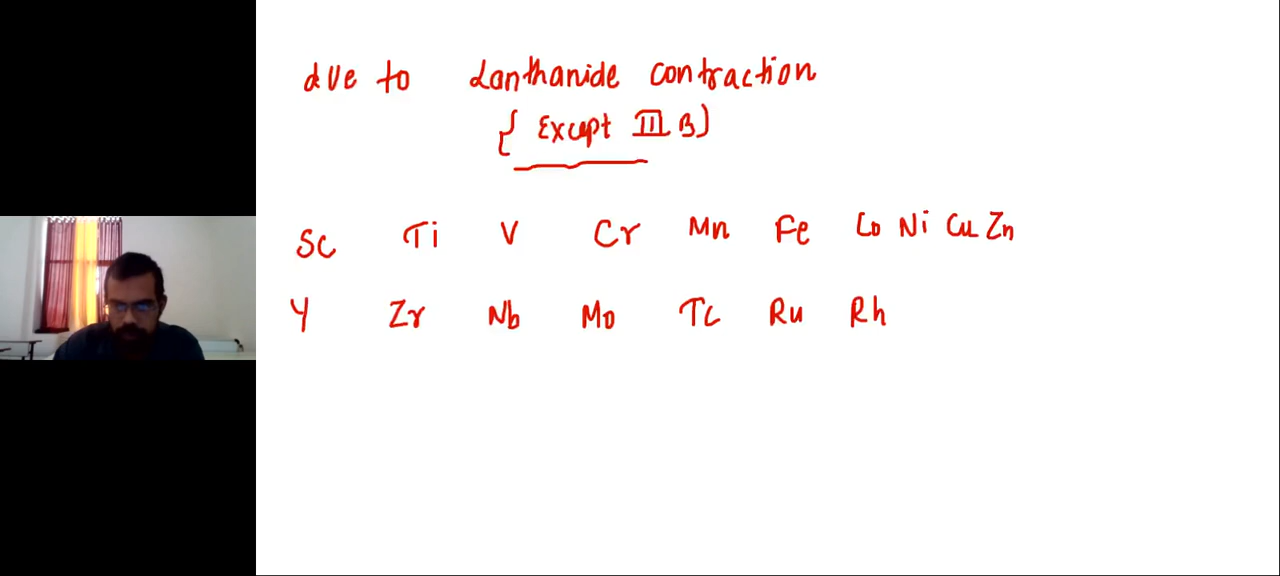 due to Lanthanide contraction
{ Except III B)
Sc Ti V Cr Mn Fe Co Ni Cu Zn
Y Zr Nb Mo Tc Ru Rh